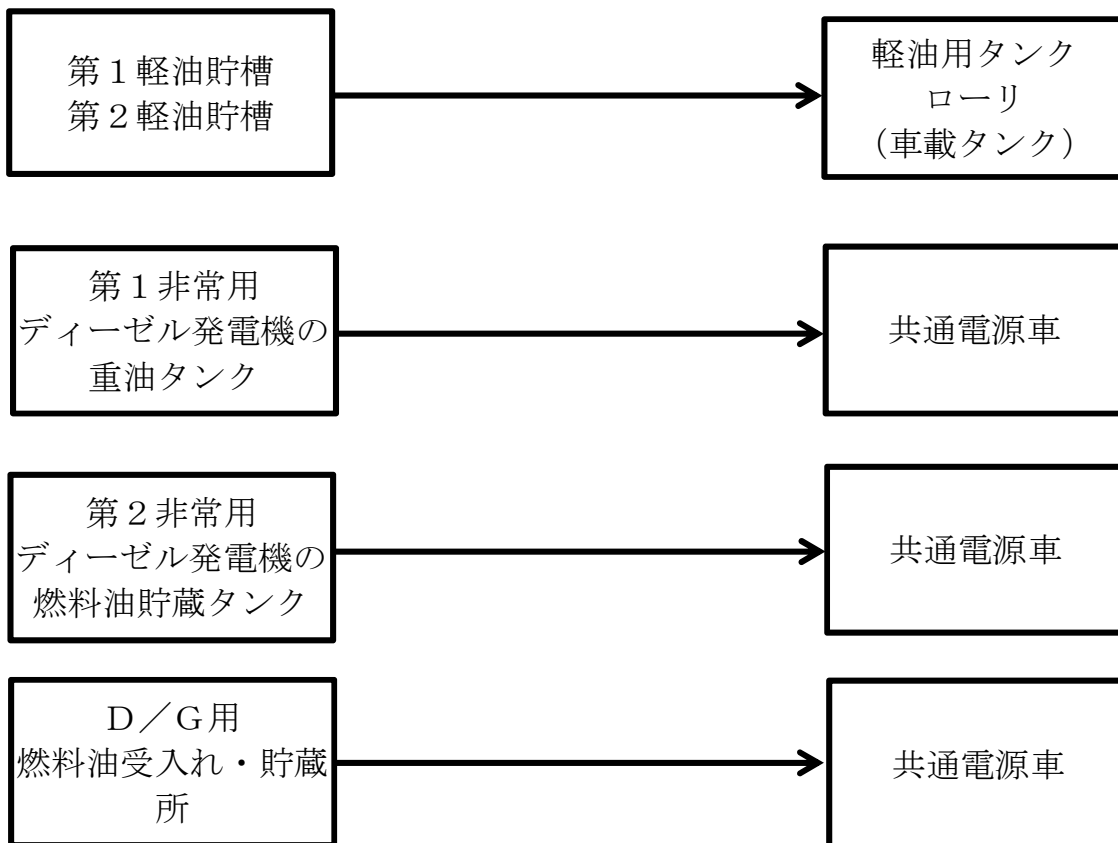 第１軽油貯槽
第２軽油貯槽
軽油用タンク
ローリ
（車載タンク）
第１非常用
ディーゼル発電機の
重油タンク
共通電源車
第２非常用
ディーゼル発電機の
燃料油貯蔵タンク
共通電源車
Ｄ／Ｇ用
燃料油受入れ・貯蔵
所
共通電源車